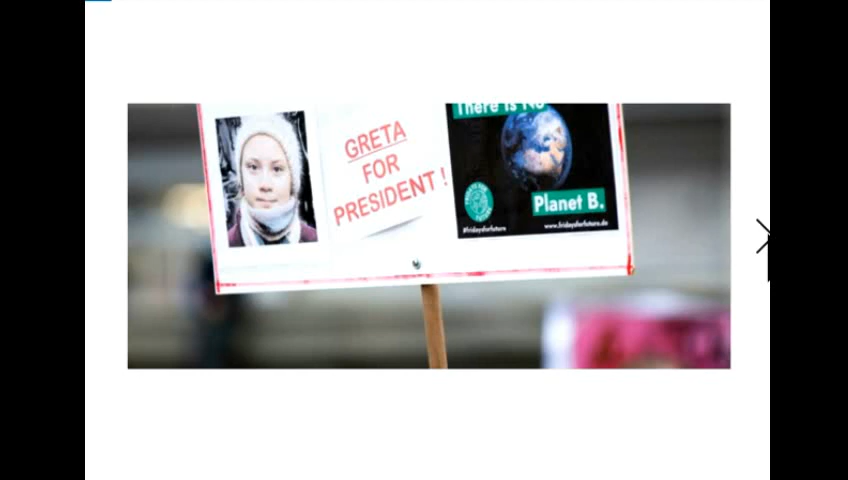 GRETA
FOR
PRESIDENT!
There is No
Planet B.
#fridaysforfuture
www.fridaysforfuture.de